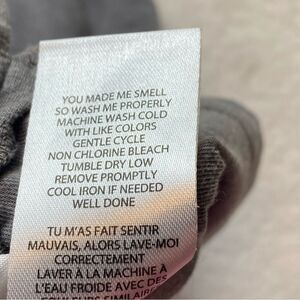 YOU MADE ME SMELL
SO WASH ME PROPERLY
MACHINE WASH COLD
WITH LIKE COLORS
GENTLE CYCLE
NON CHLORINE BLEACH
TUMBLE DRY LOW
REMOVE PROMPTLY
COOL IRON IF NEEDED
WELL DONE
TU M'AS FAIT SENTIR
MAUVAIS, ALORS LAVE-MOI
CORRECTEMENT
LAVER À LA MACHINE À
L'EAU FROIDE AVEC DES
COULEURS SIMILAIRES